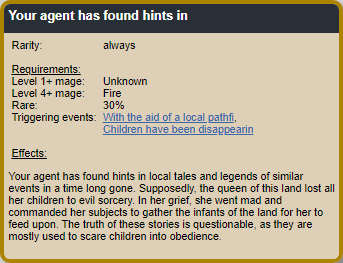 Your agent has found hints in
Rarity: always
Requirements:
Level 1+ mage: Unknown
Level 4+ mage: Fire
Rare: 30%
Triggering events: With the aid of a local pathfi,
Children have been disappearin
Effects:
Your agent has found hints in local tales and legends of similar
events in a time long gone. Supposedly, the queen of this land lost all
her children to evil sorcery. In her grief, she went mad and
commanded her subjects to gather the infants of the land for her to
feed upon. The truth of these stories is questionable, as they are
mostly used to scare children into obedience.